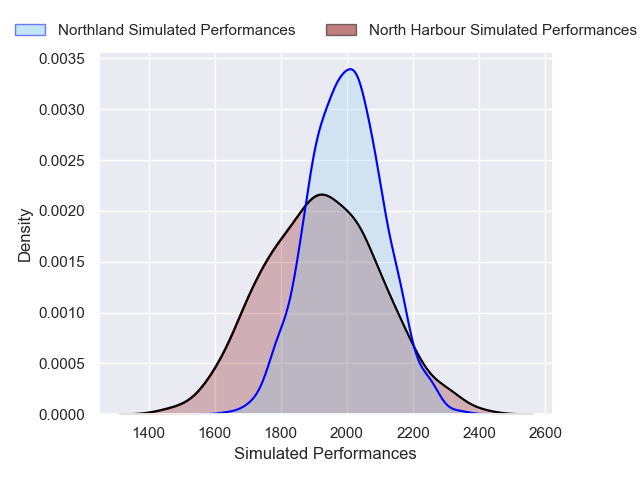 Northland Simulated Performances
North Harbour Simulated Performances
0.0035
0.0030
0.0025
0.0020
0.0015
0.0010
0.0005
0.0000
Density
1400 1600 1800 2000 2200 2400 2600
Simulated Performances